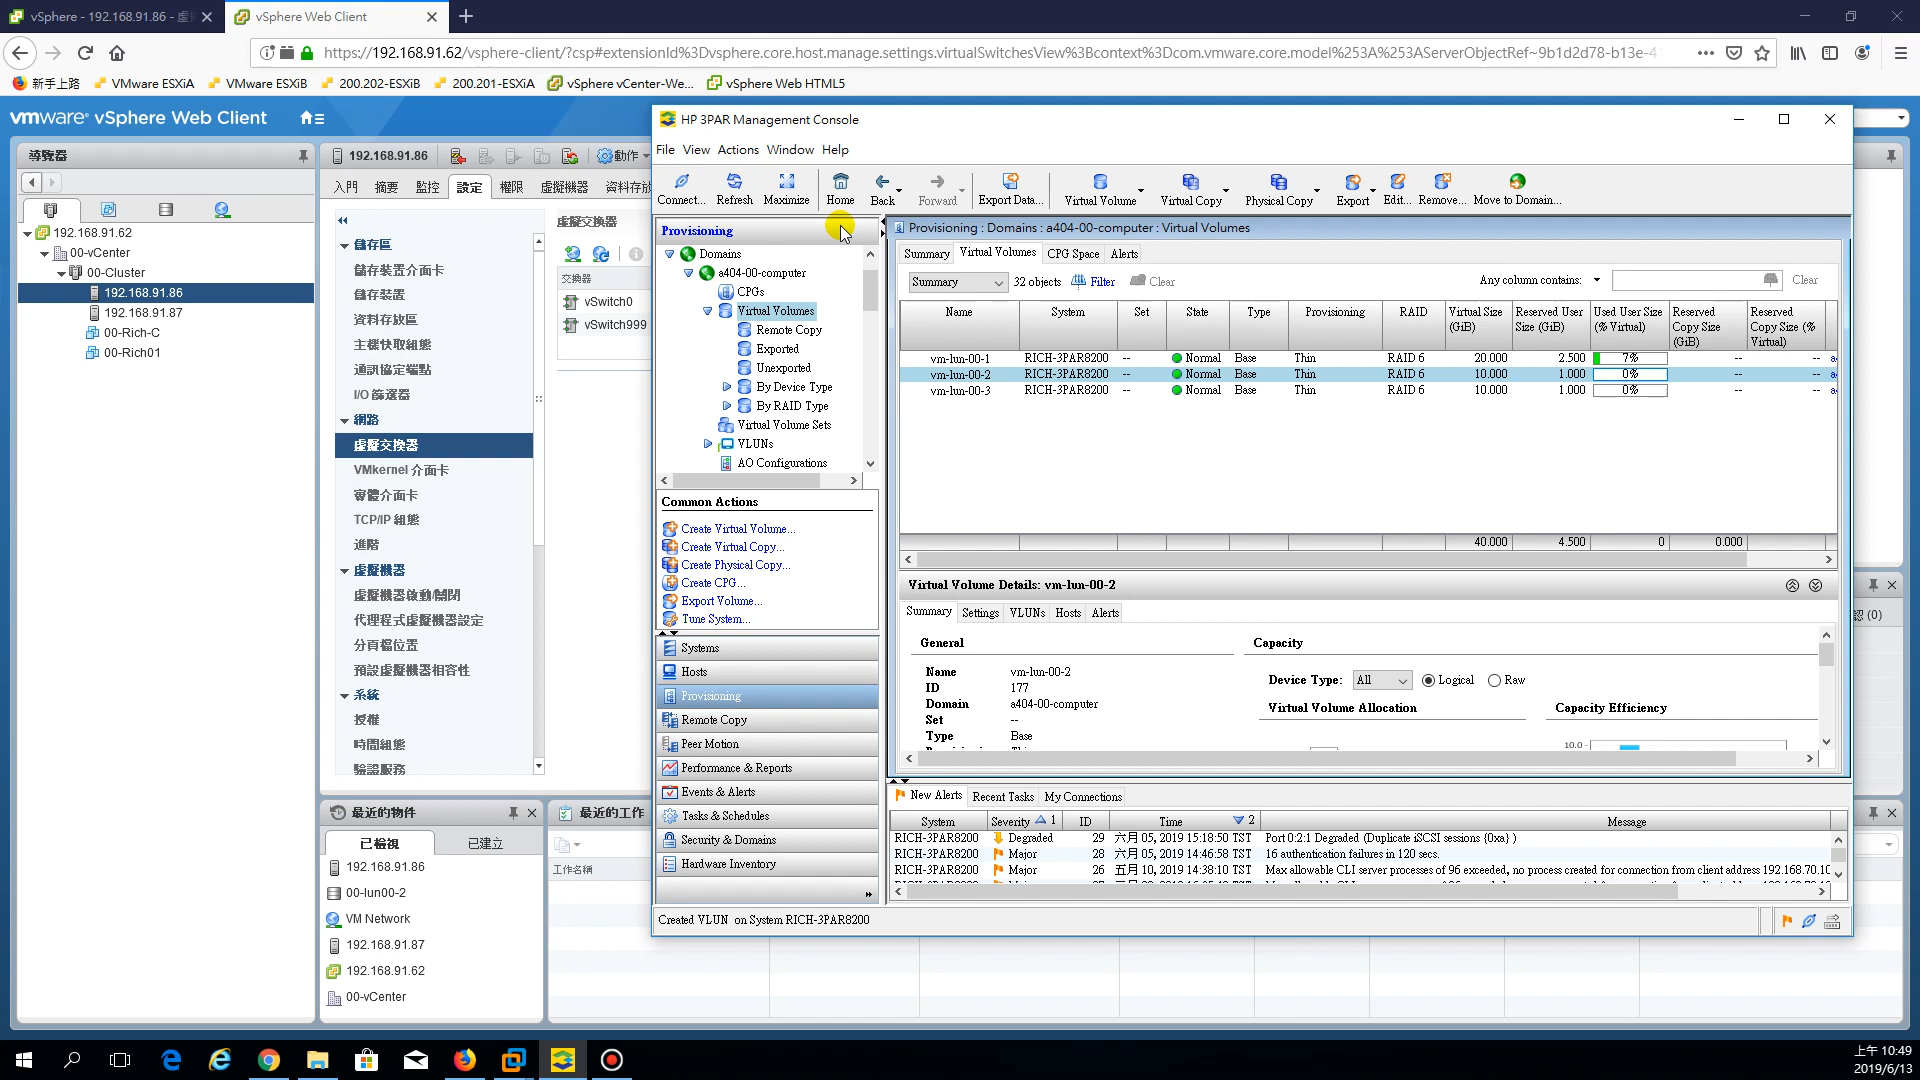 vSphere - 192.168.91.86 - 虛
vSphere Web Client
https://192.168.91.62/vsphere-client/?csp#extensionId%3Dvsphere.core.host.manage.settings.virtualSwitchesView%3Bcontext%3Dcom.vmware.core.model%253A%253AServerObjectRef~9b1d2d78-b13e-4
新手上路 VMware ESXiA VMware ESXiB 200.202-ESXiB 200.201-ESXiA vSphere vCenter-We... vSphere Web HTML5
vmware® vSphere Web Client
導覽器
192.168.91.62
00-vCenter
00-Cluster
192.168.91.86
192.168.91.87
00-Rich-C
00-Rich01
192.168.91.86 動作
入門 摘要 監控 設定 權限 虛擬機器 資料存放
儲存區
儲存裝置介面卡
儲存裝置
資料存放區
主機快取組態
通訊協定端點
I/O 篩選器
網路
虛擬交換器
VMkernel 介面卡
實體介面卡
TCP/IP 組態
進階
虛擬機器
虛擬機器啟動/關閉
代理程式虛擬機器設定
分頁檔位置
預設虛擬機器相容性
系統
授權
時間組態
驗證服務
虛擬交換器
交換器
vSwitch0
vSwitch999
最近的物件
已檢視 已建立
192.168.91.86
00-lun00-2
VM Network
192.168.91.87
192.168.91.62
00-vCenter
最近的工作
工作名稱
(0)
HP 3PAR Management Console
File View Actions Window Help
Connect... Refresh Maximize Home Back Forward Export Data... Virtual Volume Virtual Copy Physical Copy Export Edit... Remove... Move to Domain...
Provisioning
Domains
a404-00-computer
CPGs
Virtual Volumes
Remote Copy
Exported
Unexported
By Device Type
By RAID Type
Virtual Volume Sets
VLUNs
AO Configurations
Common Actions
Create Virtual Volume...
Create Virtual Copy...
Create Physical Copy...
Create CPG...
Export Volume...
Tune System...
Systems
Hosts
Provisioning
Remote Copy
Peer Motion
Performance & Reports
Events & Alerts
Tasks & Schedules
Security & Domains
Hardware Inventory
Provisioning : Domains : a404-00-computer : Virtual Volumes
Summary Virtual Volumes CPG Space Alerts
Summary 32 objects Filter Clear Any column contains: Clear
Name System Set State Type Provisioning RAID Virtual Size (GiB) Reserved User Size (GiB) Used User Size (% Virtual) Reserved Copy Size (GiB) Reserved Copy Size (% Virtual)
vm-lun-00-1 RICH-3PAR8200 -- Normal Base Thin RAID 6 20.000 2.500 7% -- -- a
vm-lun-00-2 RICH-3PAR8200 -- Normal Base Thin RAID 6 10.000 1.000 0% -- -- a
vm-lun-00-3 RICH-3PAR8200 -- Normal Base Thin RAID 6 10.000 1.000 0% -- -- a
40.000 4.500 0 0.000
Virtual Volume Details: vm-lun-00-2
Summary Settings VLUNs Hosts Alerts
General
Name vm-lun-00-2
ID 177
Domain a404-00-computer
Set --
Type Base
Capacity
Device Type: All Logical Raw
Virtual Volume Allocation Capacity Efficiency
10.0
New Alerts Recent Tasks My Connections
System Severity 1 ID Time 2 Message
RICH-3PAR8200 Degraded 29 六月 05, 2019 15:18:50 TST Port 0:2:1 Degraded (Duplicate iSCSI sessions {0xa} )
RICH-3PAR8200 Major 28 六月 05, 2019 14:46:58 TST 16 authentication failures in 120 secs.
RICH-3PAR8200 Major 26 五月 10, 2019 14:38:10 TST Max allowable CLI server processes of 96 exceeded, no process created for connection from client address 192.168.70.10
Created VLUN on System RICH-3PAR8200
上午 10:49
2019/6/13